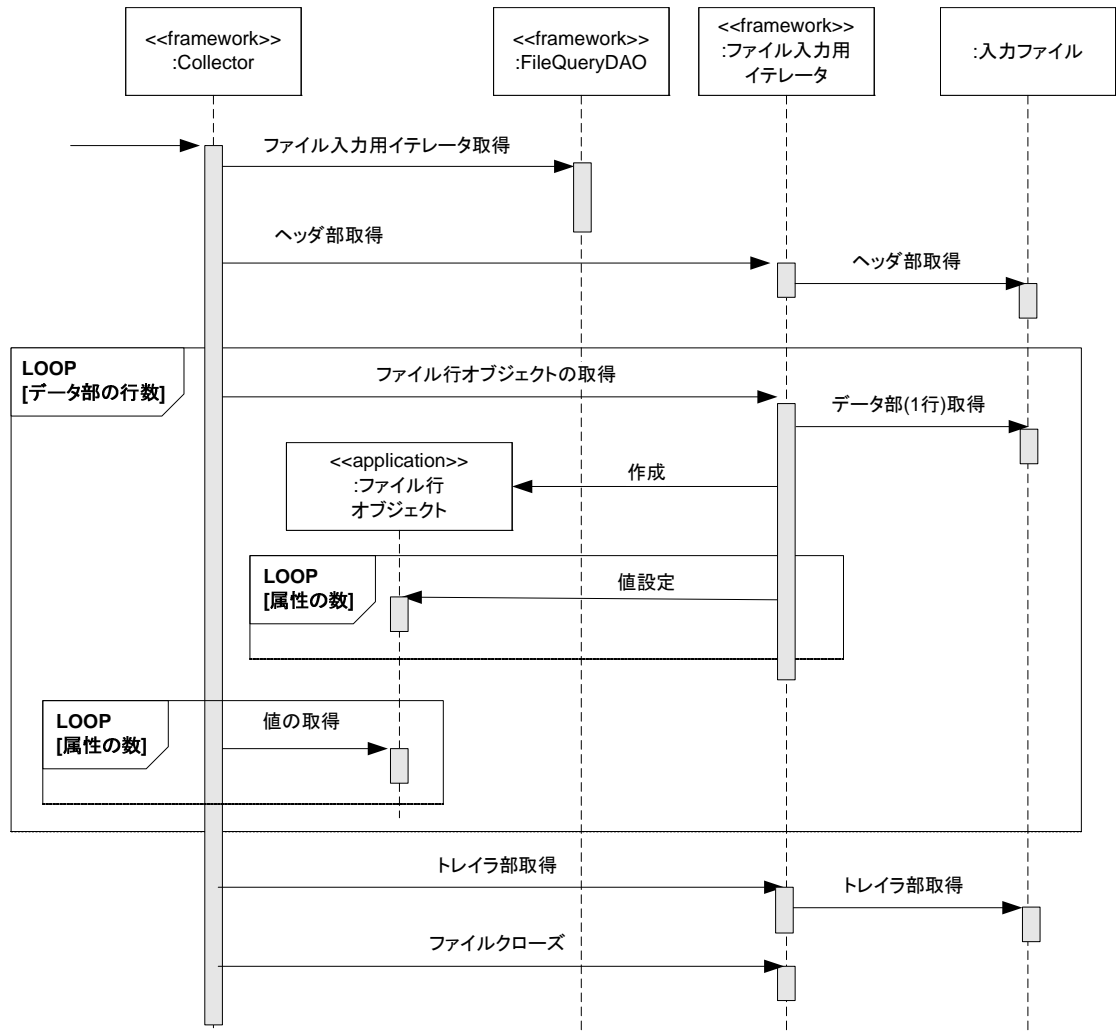 <<framework>>
:Collector
<<framework>>
:FileQueryDAO
<<framework>>
:ファイル入力用
イテレータ
:入力ファイル
ファイル入力用イテレータ取得
ヘッダ部取得
ヘッダ部取得
LOOP
[データ部の行数]
ファイル行オブジェクトの取得
データ部(1行)取得
<<application>>
:ファイル行
オブジェクト
作成
LOOP
[属性の数]
値設定
LOOP
[属性の数]
値の取得
トレイラ部取得
トレイラ部取得
ファイルクローズ